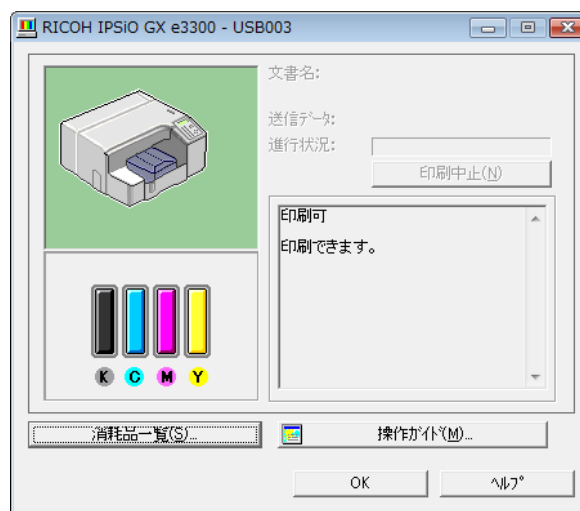 RICOH IPSiO GX e3300 - USB003
文書名:
送信ﾃﾞｰﾀ:
進行状況:
印刷中止(N)
印刷可
印刷できます。
K C M Y
消耗品一覧(S)...
操作ｶﾞｲﾄﾞ(M)...
OK
ﾍﾙﾌﾟ